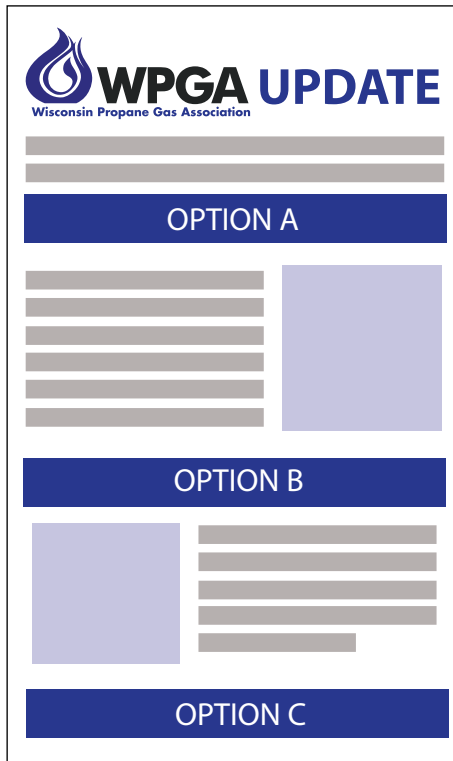 WPGA UPDATE
Wisconsin Propane Gas Association
OPTION A
OPTION B
OPTION C